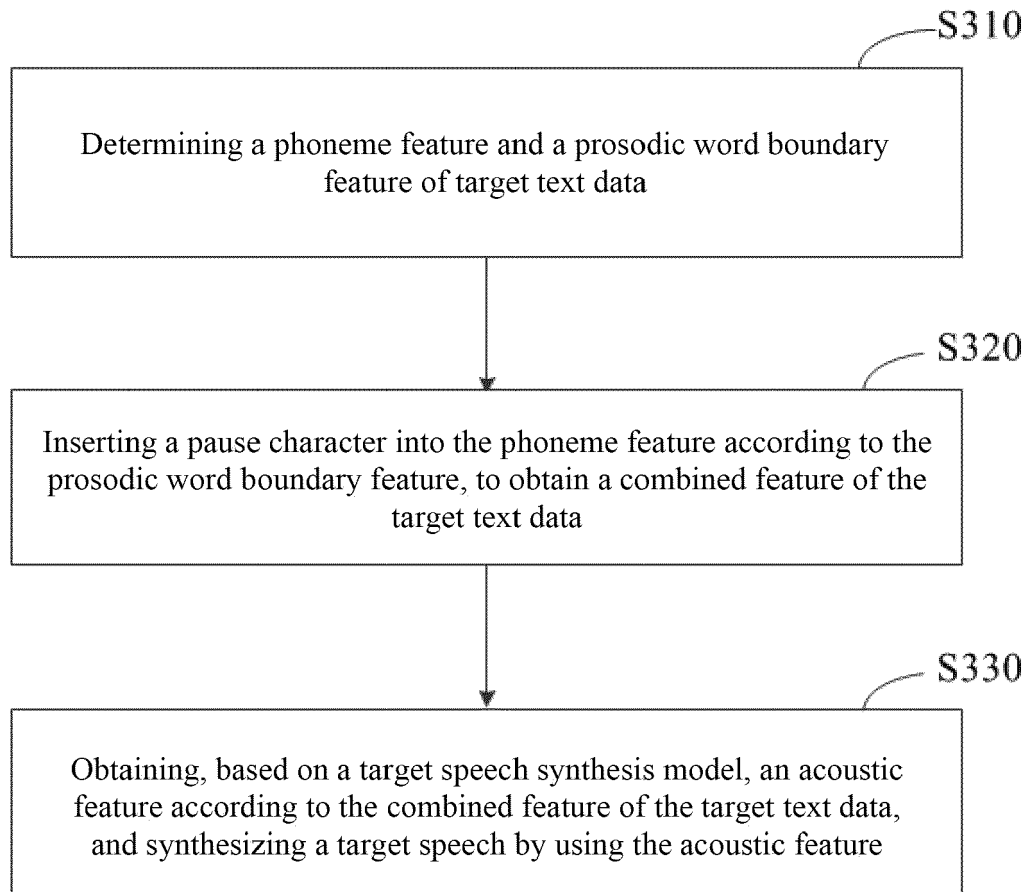 S310
Determining a phoneme feature and a prosodic word boundary
feature of target text data
S320
Inserting a pause character into the phoneme feature according to the
prosodic word boundary feature, to obtain a combined feature of the
target text data
S330
Obtaining, based on a target speech synthesis model, an acoustic
feature according to the combined feature of the target text data,
and synthesizing a target speech by using the acoustic feature